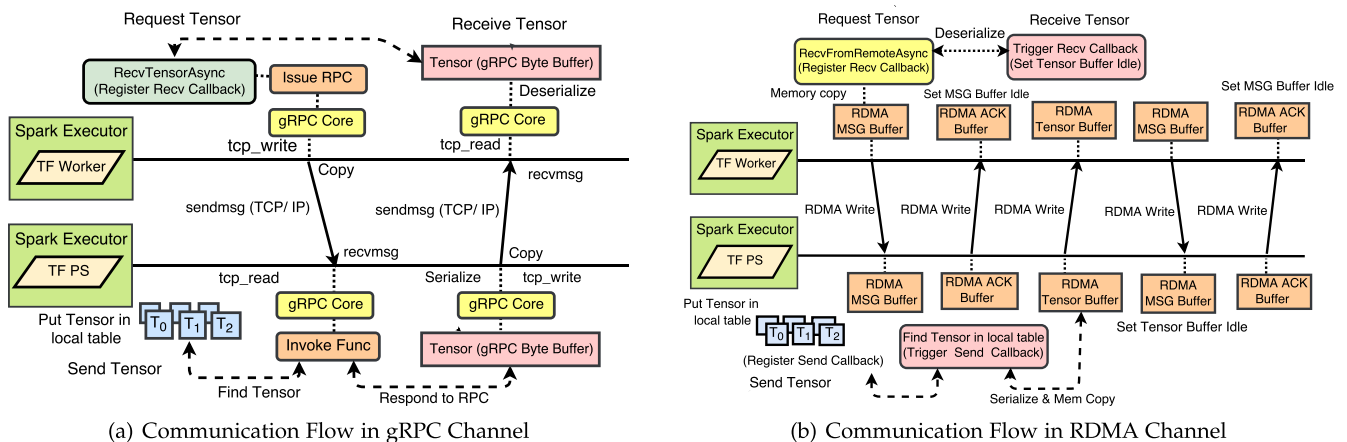 Request Tensor
Receive Tensor
RecvTensorAsync
(Register Recv Callback)
Issue RPC
Tensor (gRPC Byte Buffer)
Deserialize
gRPC Core
gRPC Core
Spark Executor
TF Worker
tcp_write
tcp_read
Copy
recvmsg
sendmsg (TCP/ IP)
sendmsg (TCP/ IP)
Spark Executor
TF PS
recvmsg
Copy
tcp_read
Serialize
tcp_write
gRPC Core
gRPC Core
Put Tensor in
local table
T0
T1
T2
Invoke Func
Tensor (gRPC Byte Buffer)
Send Tensor
Find Tensor
Respond to RPC
(a) Communication Flow in gRPC Channel
Request Tensor
Receive Tensor
RecvFromRemoteAsync
(Register Recv Callback)
Deserialize
Trigger Recv Callback
(Set Tensor Buffer Idle)
Memory copy
Set MSG Buffer Idle
Set MSG Buffer Idle
RDMA
MSG Buffer
RDMA ACK
Buffer
RDMA
Tensor Buffer
RDMA
MSG Buffer
RDMA ACK
Buffer
Spark Executor
TF Worker
RDMA Write
RDMA Write
RDMA Write
RDMA Write
RDMA Write
Spark Executor
TF PS
RDMA
MSG Buffer
RDMA ACK
Buffer
RDMA
Tensor Buffer
RDMA
MSG Buffer
RDMA ACK
Buffer
Put Tensor in
local table
T0
T1
T2
Set Tensor Buffer Idle
(Register Send Callback)
Send Tensor
Find Tensor in local table
(Trigger Send Callback)
Serialize & Mem Copy
(b) Communication Flow in RDMA Channel